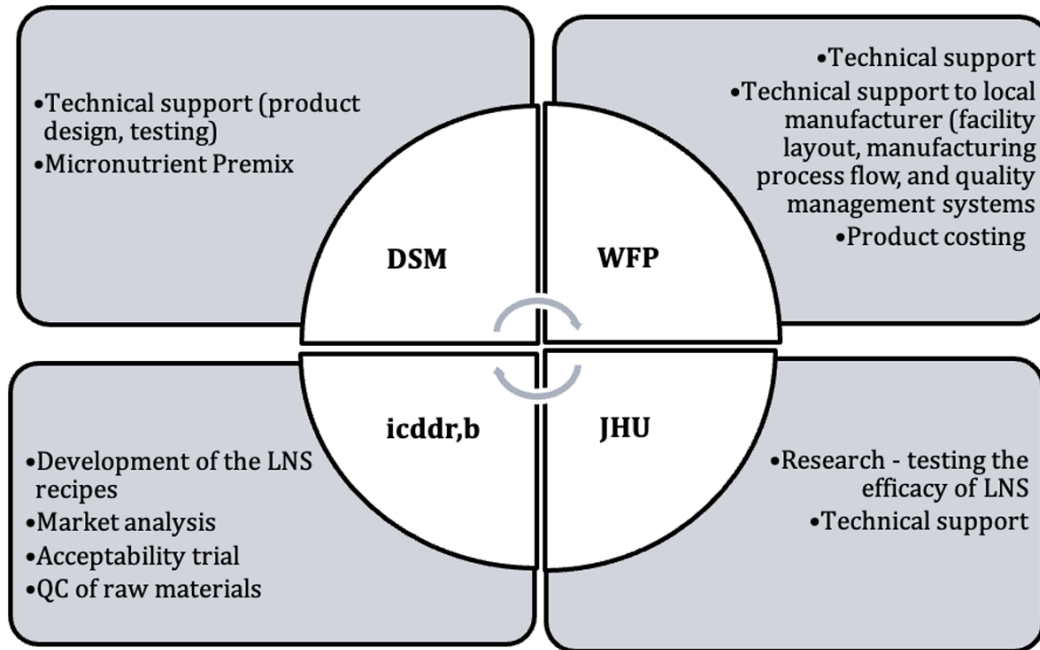 •Technical support (product
design, testing)
•Micronutrient Premix
DSM
•Technical support
•Technical support to local
manufacturer (facility
layout, manufacturing
process flow, and quality
management systems
•Product costing
WFP
icddr,b
•Development of the LNS
recipes
•Market analysis
•Acceptability trial
•QC of raw materials
JHU
•Research - testing the
efficacy of LNS
•Technical support